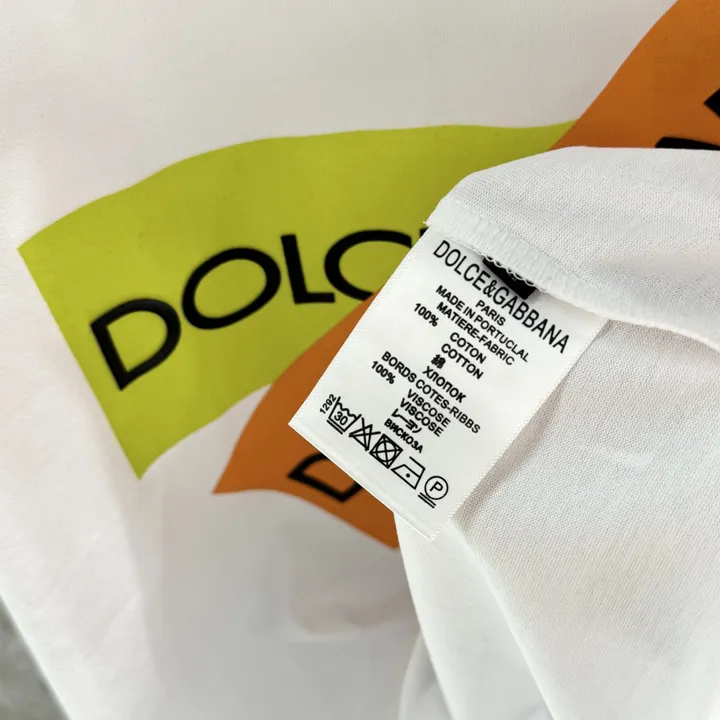 DOLC
D
DOLCE&GABBANA
PARIS
MADE IN PORTUCLAL
MATIERE-FABRIC
100% COTON
COTTON
綿
ХЛОПОК
BORDS COTES-RIBBS
100% VISCOSE
VISCOSE
レーヨン
ВИСКОЗА
1292
30
P